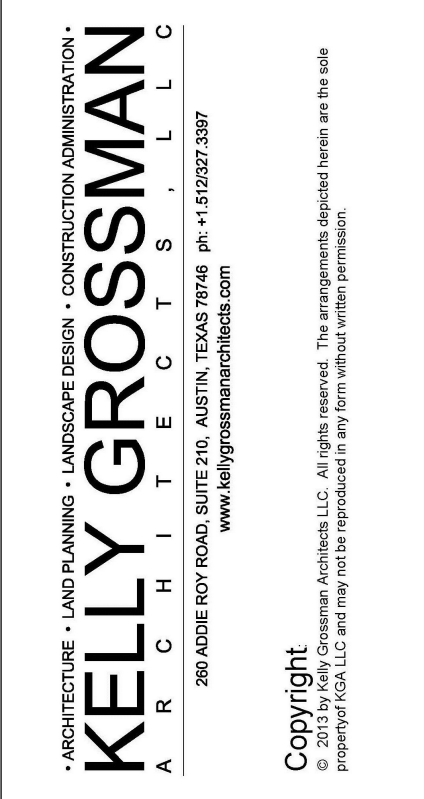 • ARCHITECTURE • LAND PLANNING • LANDSCAPE DESIGN • CONSTRUCTION ADMINISTRATION •
KELLY GROSSMAN
ARCHITECTS, LLC
260 ADDIE ROY ROAD, SUITE 210, AUSTIN, TEXAS 78746 ph: +1.512/327.3397
www.kellygrossmanarchitects.com
Copyright:
© 2013 by Kelly Grossman Architects LLC. All rights reserved. The arrangements depicted herein are the sole
propertyof KGA LLC and may not be reproduced in any form without written permission.